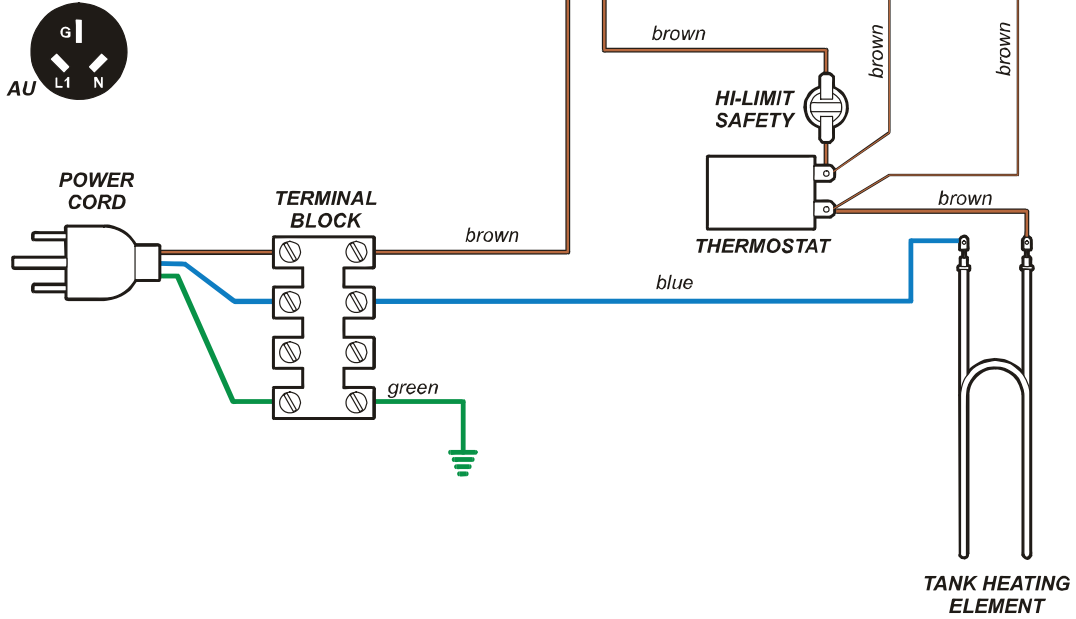 G
L1 N
AU
brown
brown
brown
HI-LIMIT
SAFETY
POWER
CORD
TERMINAL
BLOCK
brown
THERMOSTAT
brown
blue
green
TANK HEATING
ELEMENT